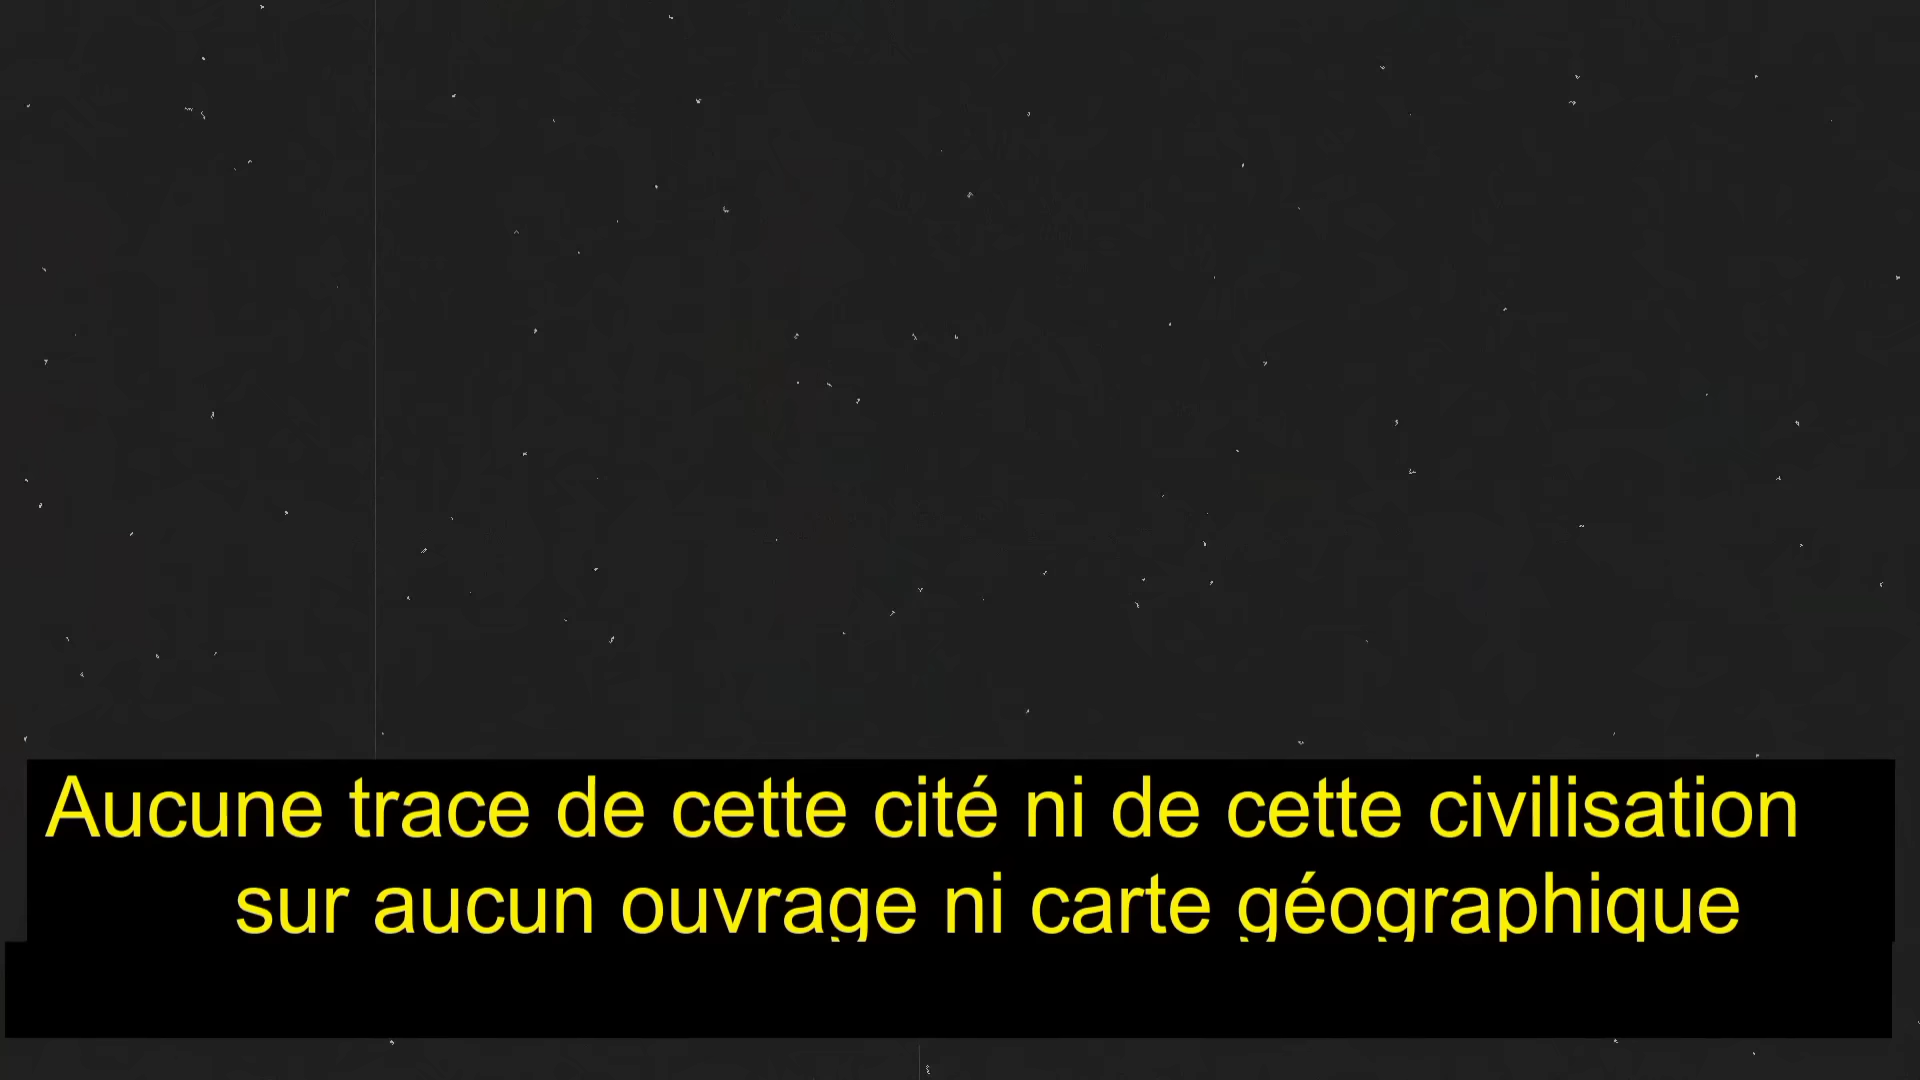 Aucune trace de cette cité ni de cette civilisation
sur aucun ouvrage ni carte géographique